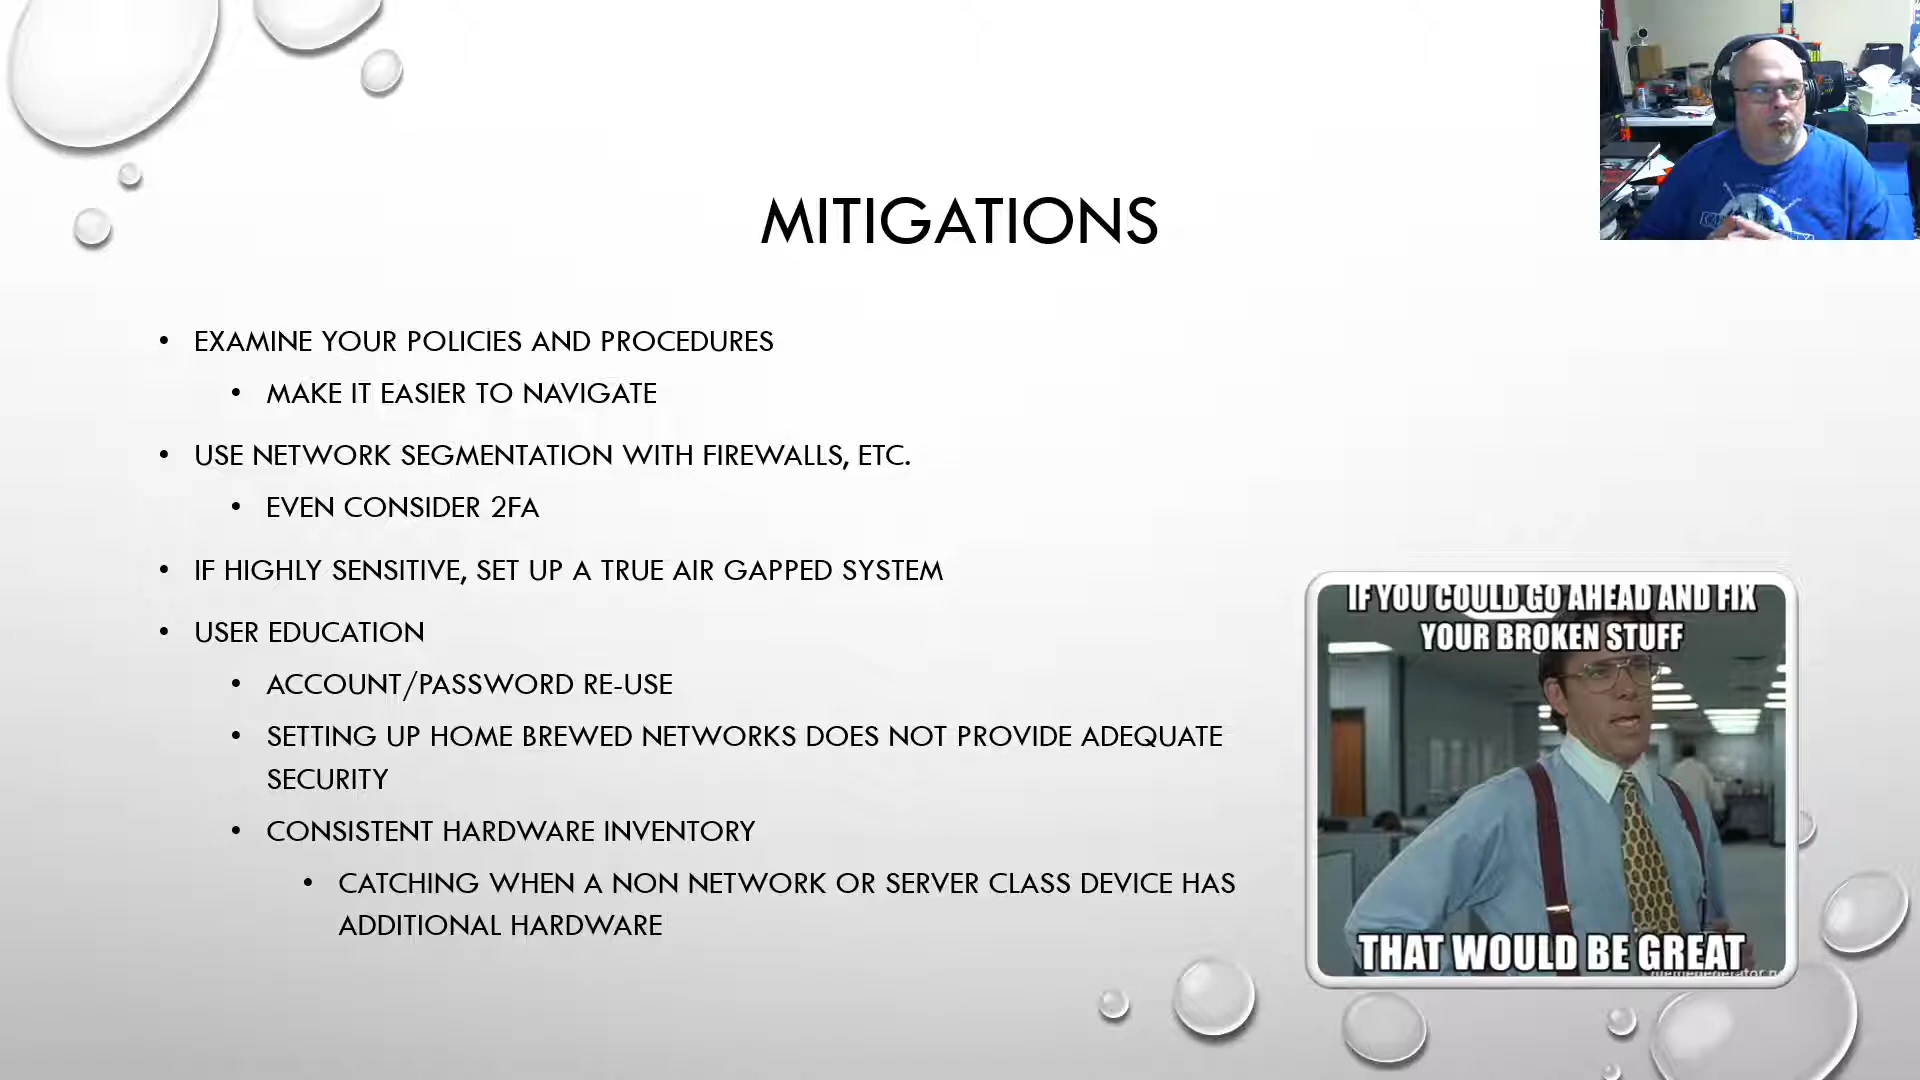 MITIGATIONS
• EXAMINE YOUR POLICIES AND PROCEDURES
• MAKE IT EASIER TO NAVIGATE
• USE NETWORK SEGMENTATION WITH FIREWALLS, ETC.
• EVEN CONSIDER 2FA
• IF HIGHLY SENSITIVE, SET UP A TRUE AIR GAPPED SYSTEM
• USER EDUCATION
• ACCOUNT/PASSWORD RE-USE
• SETTING UP HOME BREWED NETWORKS DOES NOT PROVIDE ADEQUATE
SECURITY
• CONSISTENT HARDWARE INVENTORY
• CATCHING WHEN A NON NETWORK OR SERVER CLASS DEVICE HAS
ADDITIONAL HARDWARE
IF YOU COULD GO AHEAD AND FIX
YOUR BROKEN STUFF
THAT WOULD BE GREAT